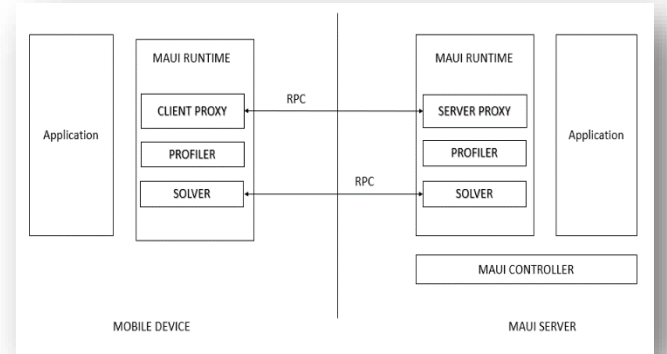 MAUI RUNTIME
CLIENT PROXY
PROFILER
SOLVER
Application
RPC
RPC
MAUI RUNTIME
SERVER PROXY
PROFILER
SOLVER
Application
MAUI CONTROLLER
MOBILE DEVICE
MAUI SERVER